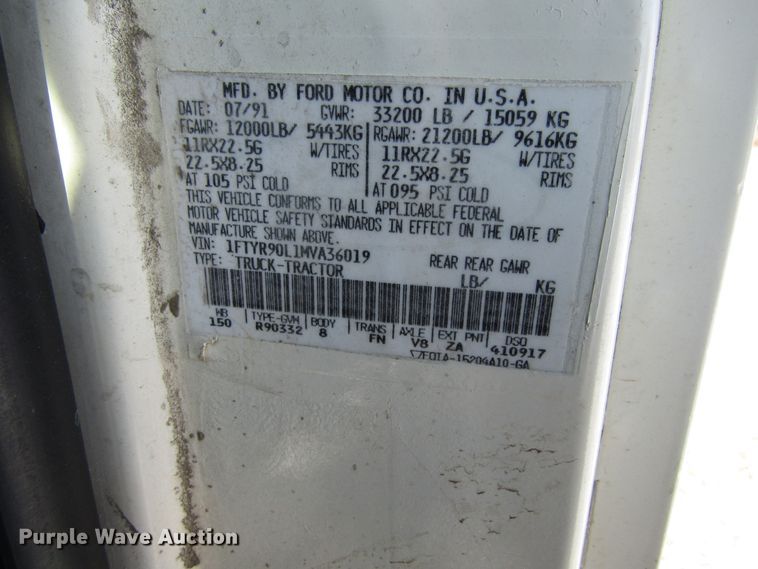 MFD. BY FORD MOTOR CO. IN U.S.A.
DATE: 07/91 GVWR: 33200 LB / 15059 KG
FGAWR: 12000LB/ 5443KG RGAWR: 21200LB/ 9616KG
11RX22.5G W/TIRES 11RX22.5G W/TIRES
22.5X8.25 RIMS 22.5X8.25 RIMS
AT 105 PSI COLD AT 095 PSI COLD
THIS VEHICLE CONFORMS TO ALL APPLICABLE FEDERAL
MOTOR VEHICLE SAFETY STANDARDS IN EFFECT ON THE DATE OF
MANUFACTURE SHOWN ABOVE.
VIN: 1FTYR90L1MVA36019 REAR REAR GAWR
TYPE: TRUCK-TRACTOR LB/ KG
WB TYPE-GVW BODY TRANS AXLE EXT PNT DSO
150 R90332 8 FN V8 ZA 410917
Purple Wave Auction